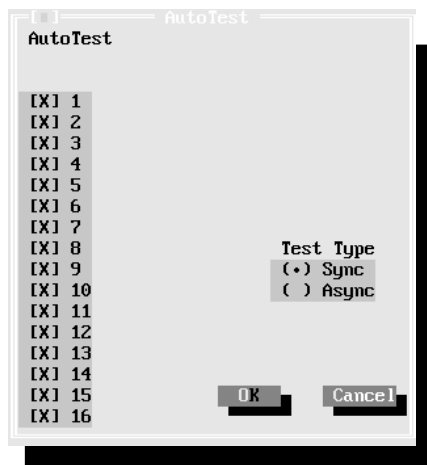 [■] AutoTest
AutoTest
[X] 1
[X] 2
[X] 3
[X] 4
[X] 5
[X] 6
[X] 7
[X] 8
[X] 9
[X] 10
[X] 11
[X] 12
[X] 13
[X] 14
[X] 15
[X] 16
Test Type
(•) Sync
( ) Async
OK
Cancel